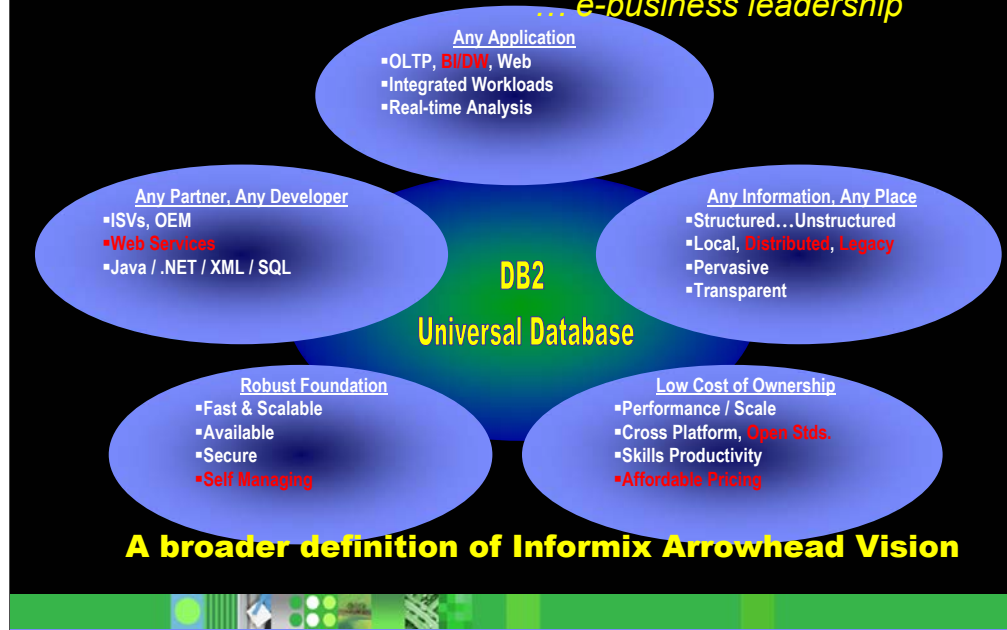 … e-business leadership
Any Application
▪OLTP, BI/DW, Web
▪Integrated Workloads
▪Real-time Analysis
Any Partner, Any Developer
▪ISVs, OEM
▪Web Services
▪Java / .NET / XML / SQL
Any Information, Any Place
▪Structured…Unstructured
▪Local, Distributed, Legacy
▪Pervasive
▪Transparent
DB2
Universal Database
Robust Foundation
▪Fast & Scalable
▪Available
▪Secure
▪Self Managing
Low Cost of Ownership
▪Performance / Scale
▪Cross Platform, Open Stds.
▪Skills Productivity
▪Affordable Pricing
A broader definition of Informix Arrowhead Vision